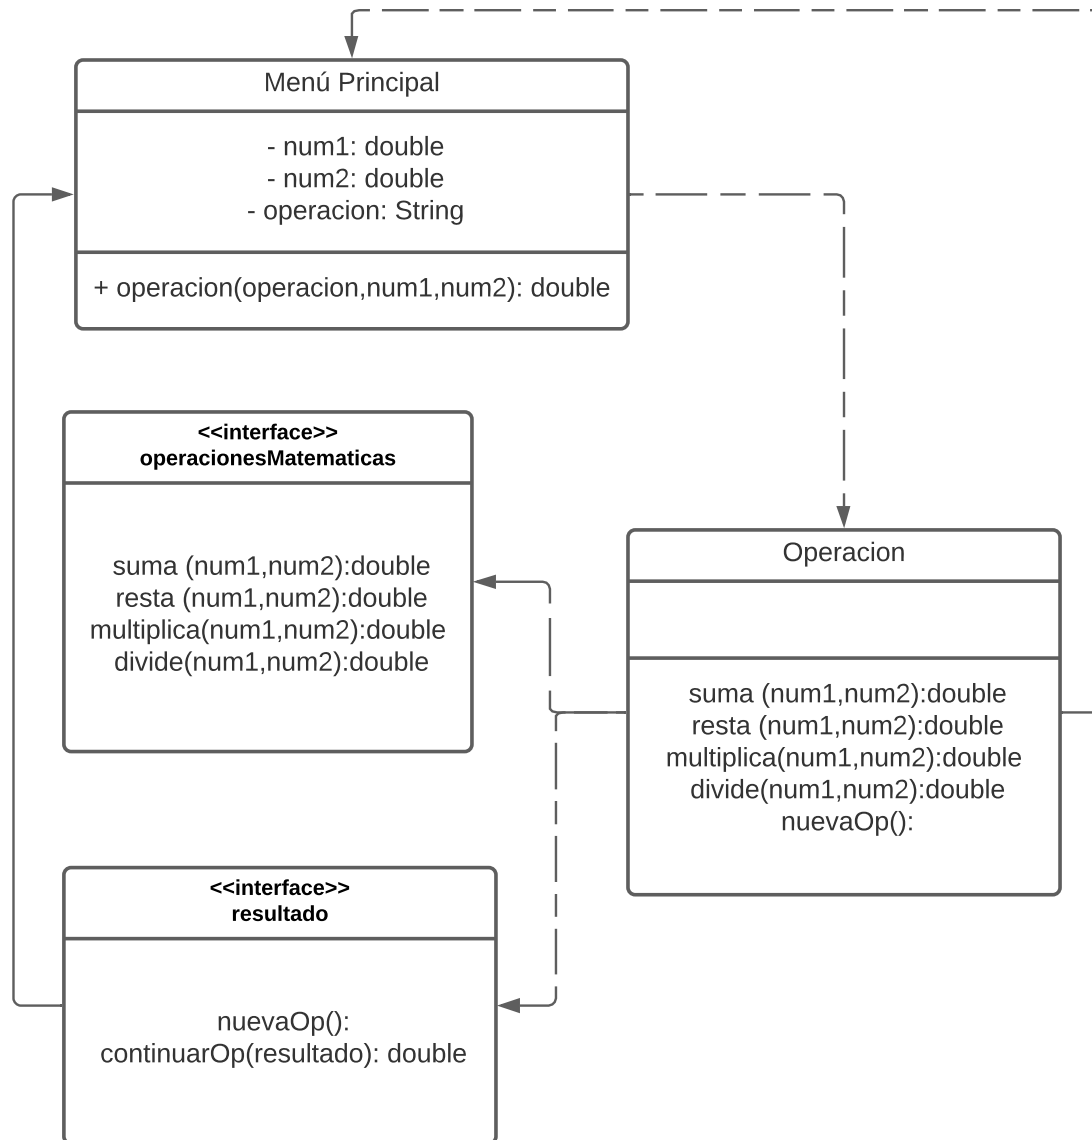 Menú Principal
- num1: double
- num2: double
- operacion: String
+ operacion(operacion,num1,num2): double
<<interface>>
operacionesMatematicas
suma (num1,num2):double
resta (num1,num2):double
multiplica(num1,num2):double
divide(num1,num2):double
Operacion
suma (num1,num2):double
resta (num1,num2):double
multiplica(num1,num2):double
divide(num1,num2):double
nuevaOp():
<<interface>>
resultado
nuevaOp():
continuarOp(resultado): double